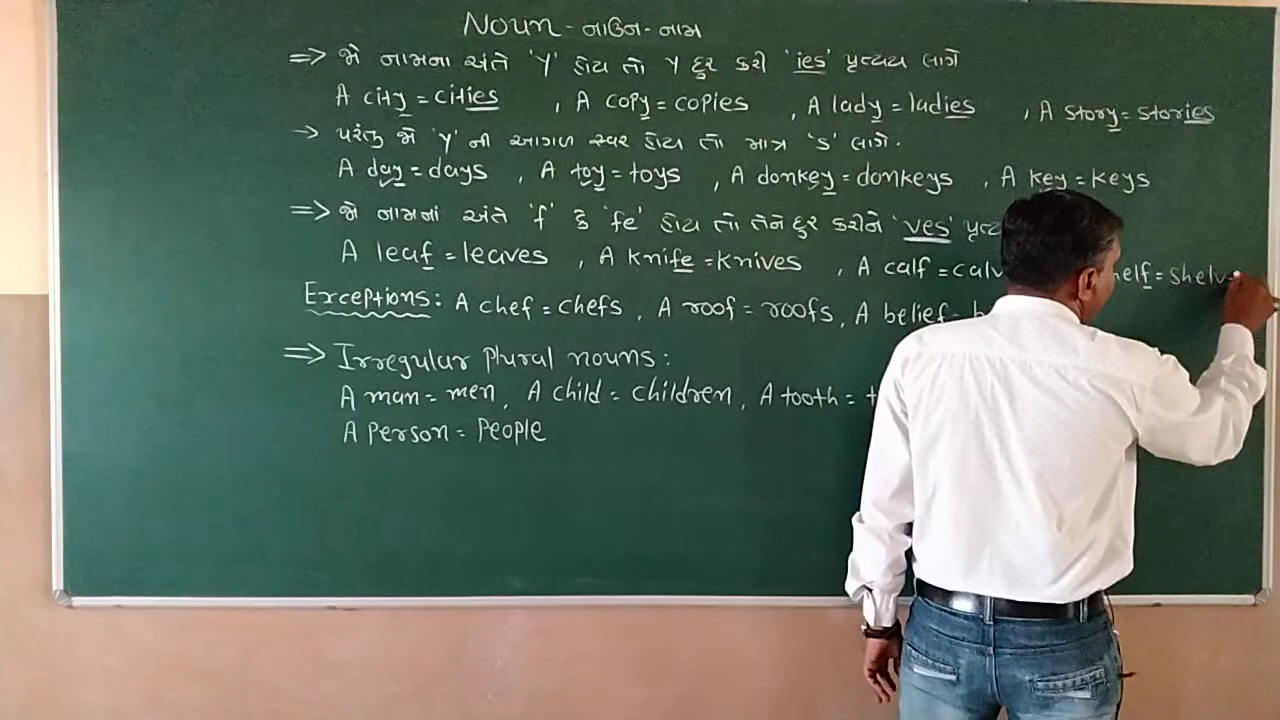 Noun - નાઉન - નામ
=> જે નામના અંતે 'y' હોય તો y દુર કરી 'ies' પ્રત્યય લાગે
A city = cities , A copy = copies , A lady = ladies , A story = stories
-> પરંતુ જે 'y' ની આગળ સ્વર હોય તો માત્ર 's' લાગે.
A day = days , A toy = toys , A donkey = donkeys , A key = keys
=> જે નામનાં અંતે 'f' કે 'fe' હોય તો તેને દુર કરીને 'ves'
A leaf = leaves , A knife = knives , A calf =
Exceptions: A chef = chefs , A roof = roofs, A belief =
=> Irregular plural nouns:
A man = men, A child = children, A tooth =
A person = people